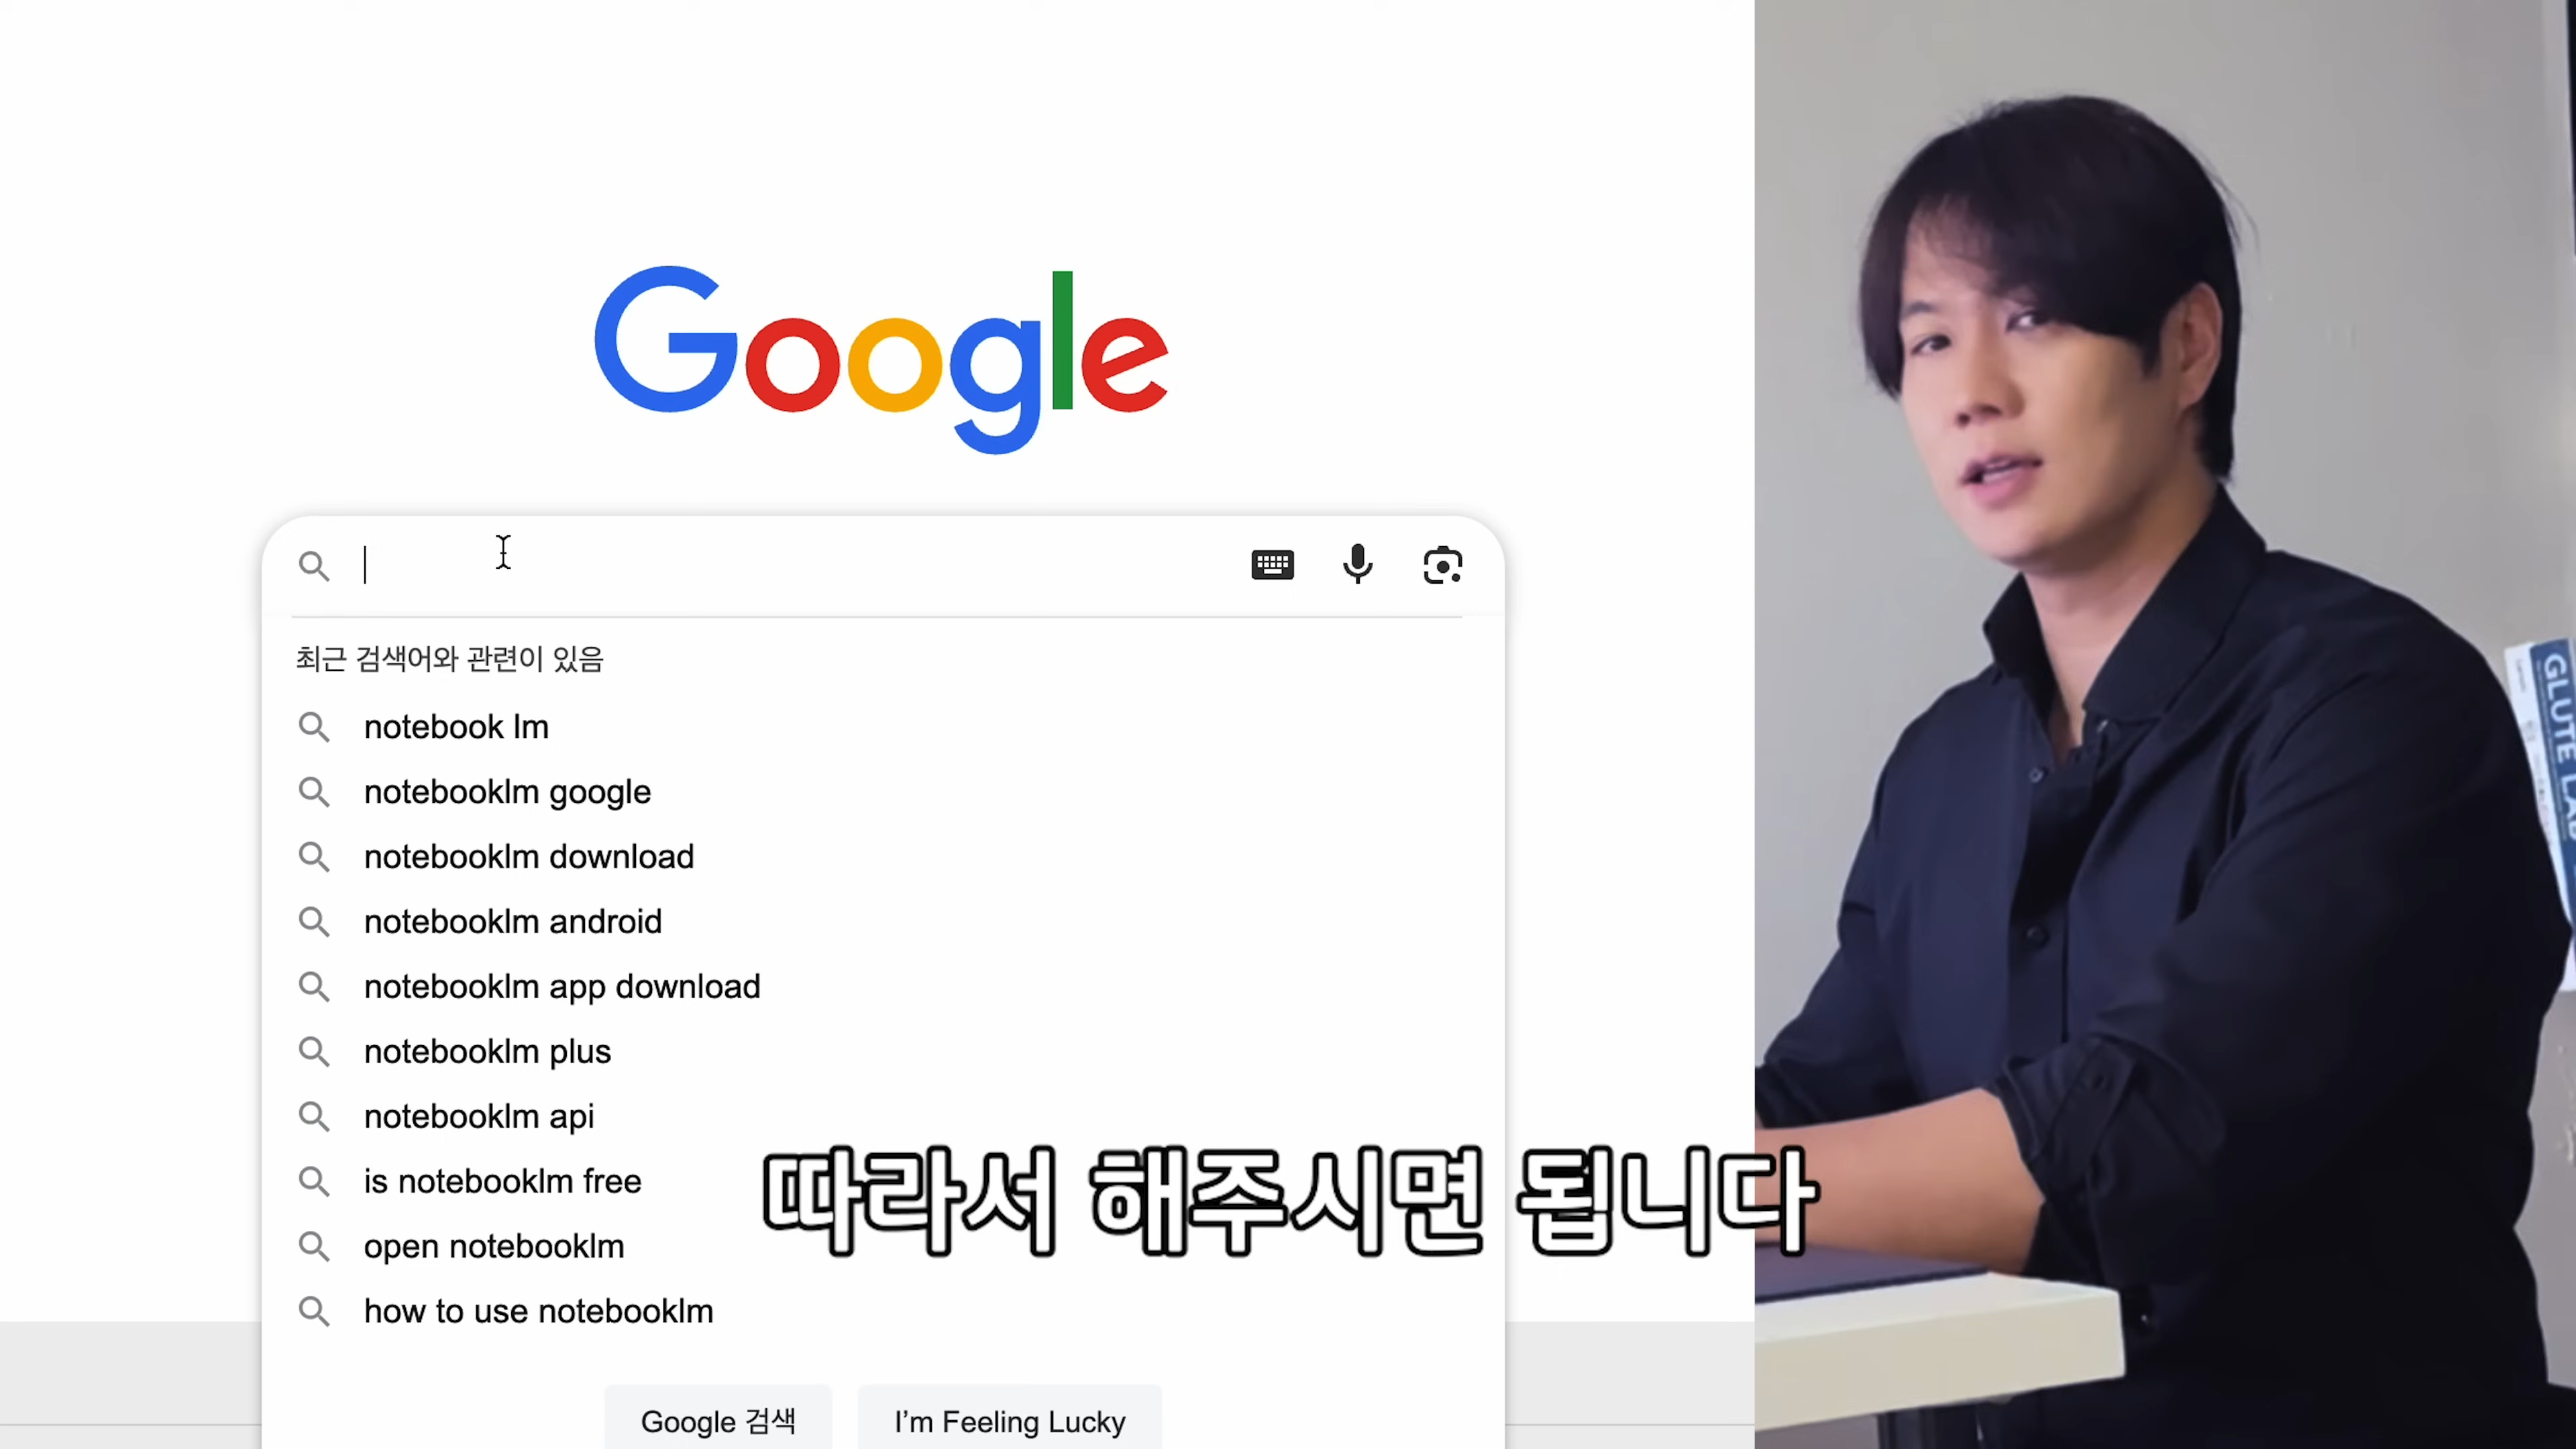 Google
최근 검색어와 관련이 있음
notebook lm
notebooklm google
notebooklm download
notebooklm android
notebooklm app download
notebooklm plus
notebooklm api
is notebooklm free
open notebooklm
how to use notebooklm
따라서 해주시면 됩니다
Google 검색
I'm Feeling Lucky
GLUTE LAB